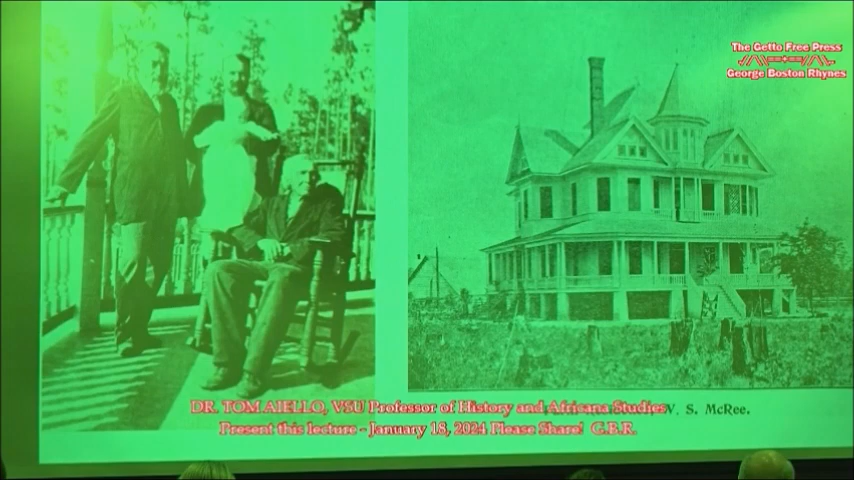 The Getto Free Press
./\/\==+==/\/\.
George Boston Rhynes
DR. TOM AIELLO, VSU Professor of History and Africana Studies
W. S. McRee.
Present this lecture - January 18, 2024 Please Share! G.B.R.